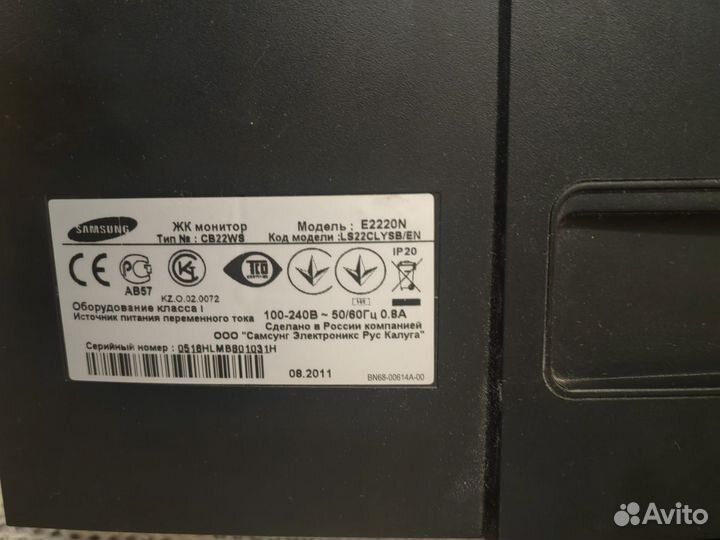 SAMSUNG
ЖК монитор Модель : E2220N
Тип № : CB22WS Код модели :LS22CLYSB/EN
IP20
АВ57
KZ.O.02.0072
Оборудование класса I
Источник питания переменного тока 100-240В ~ 50/60Гц 0.8А
Сделано в России компанией
ООО "Самсунг Электроникс Рус Калуга"
Серийный номер : 0518HLMB801031H
08.2011
BN68-00614A-00
Avito